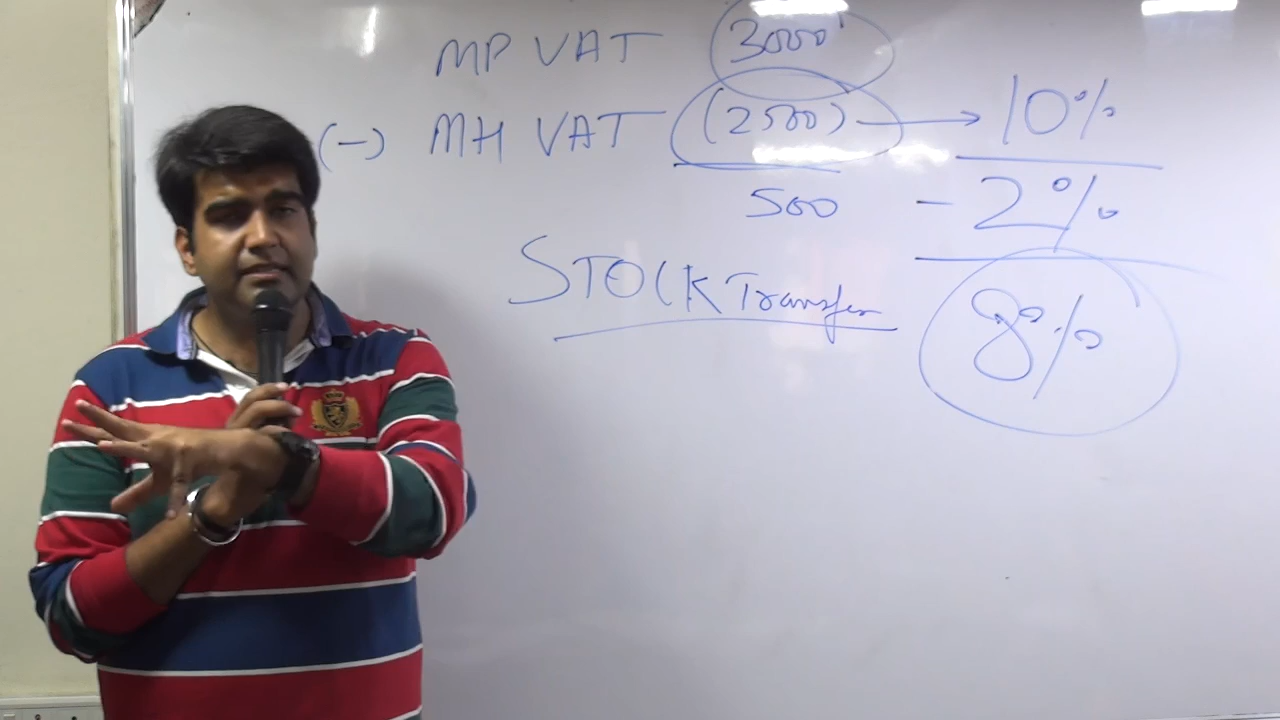 MP VAT 3000
(-) MH VAT (2500) → 10%
500 - 2%
STOCK Transfer 8%